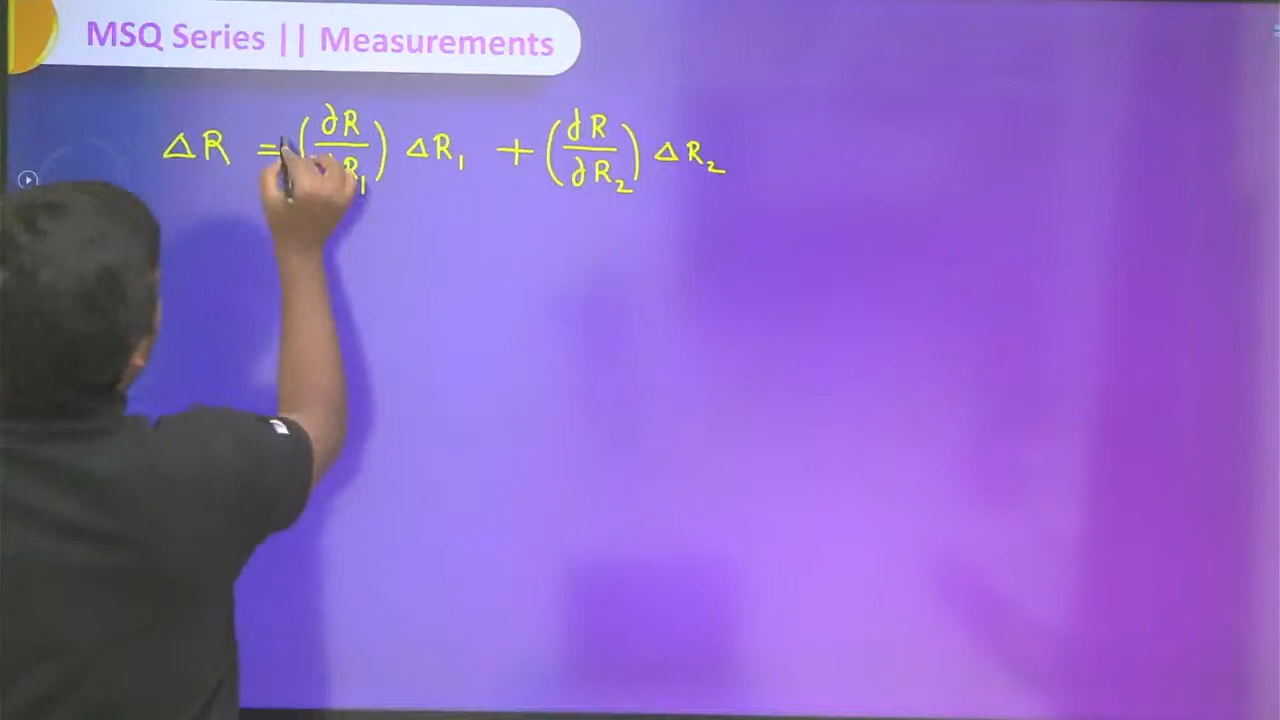 MSQ Series || Measurements
ΔR = (∂R/∂R₁) ΔR₁ + (∂R/∂R₂) ΔR₂